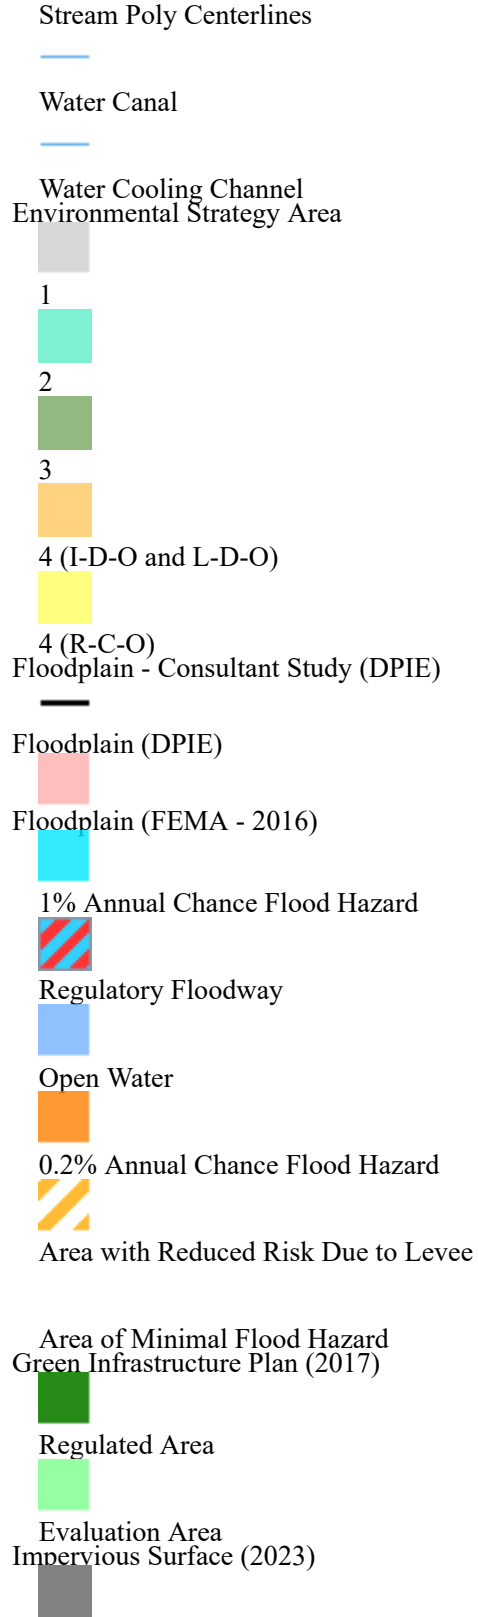 Stream Poly Centerlines
Water Canal
Water Cooling Channel
Environmental Strategy Area
1
2
3
4 (I-D-O and L-D-O)
4 (R-C-O)
Floodplain - Consultant Study (DPIE)
Floodplain (DPIE)
Floodplain (FEMA - 2016)
1% Annual Chance Flood Hazard
Regulatory Floodway
Open Water
0.2% Annual Chance Flood Hazard
Area with Reduced Risk Due to Levee
Area of Minimal Flood Hazard
Green Infrastructure Plan (2017)
Regulated Area
Evaluation Area
Impervious Surface (2023)